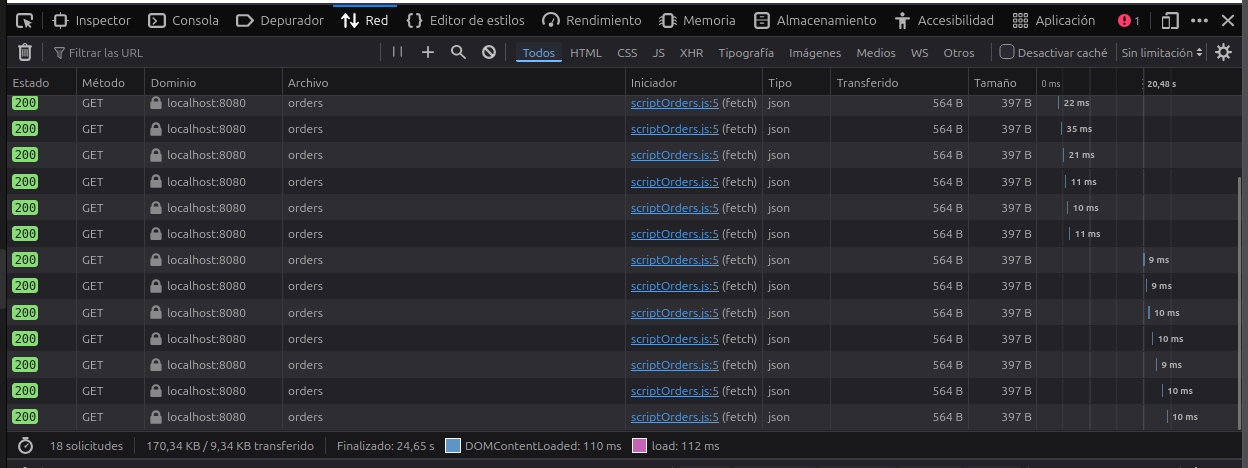 Inspector Consola Depurador Red Editor de estilos Rendimiento Memoria Almacenamiento Accesibilidad Aplicación 1
Filtrar las URL Todos HTML CSS JS XHR Tipografía Imágenes Medios WS Otros Desactivar caché Sin limitación
Estado Método Dominio Archivo Iniciador Tipo Transferido Tamaño 0 ms 20,48 s
200 GET localhost:8080 orders scriptOrders.js:5 (fetch) json 564 B 397 B 22 ms
200 GET localhost:8080 orders scriptOrders.js:5 (fetch) json 564 B 397 B 35 ms
200 GET localhost:8080 orders scriptOrders.js:5 (fetch) json 564 B 397 B 21 ms
200 GET localhost:8080 orders scriptOrders.js:5 (fetch) json 564 B 397 B 11 ms
200 GET localhost:8080 orders scriptOrders.js:5 (fetch) json 564 B 397 B 10 ms
200 GET localhost:8080 orders scriptOrders.js:5 (fetch) json 564 B 397 B 11 ms
200 GET localhost:8080 orders scriptOrders.js:5 (fetch) json 564 B 397 B 9 ms
200 GET localhost:8080 orders scriptOrders.js:5 (fetch) json 564 B 397 B 9 ms
200 GET localhost:8080 orders scriptOrders.js:5 (fetch) json 564 B 397 B 10 ms
200 GET localhost:8080 orders scriptOrders.js:5 (fetch) json 564 B 397 B 10 ms
200 GET localhost:8080 orders scriptOrders.js:5 (fetch) json 564 B 397 B 9 ms
200 GET localhost:8080 orders scriptOrders.js:5 (fetch) json 564 B 397 B 10 ms
200 GET localhost:8080 orders scriptOrders.js:5 (fetch) json 564 B 397 B 10 ms
18 solicitudes 170,34 KB / 9,34 KB transferido Finalizado: 24,65 s DOMContentLoaded: 110 ms load: 112 ms